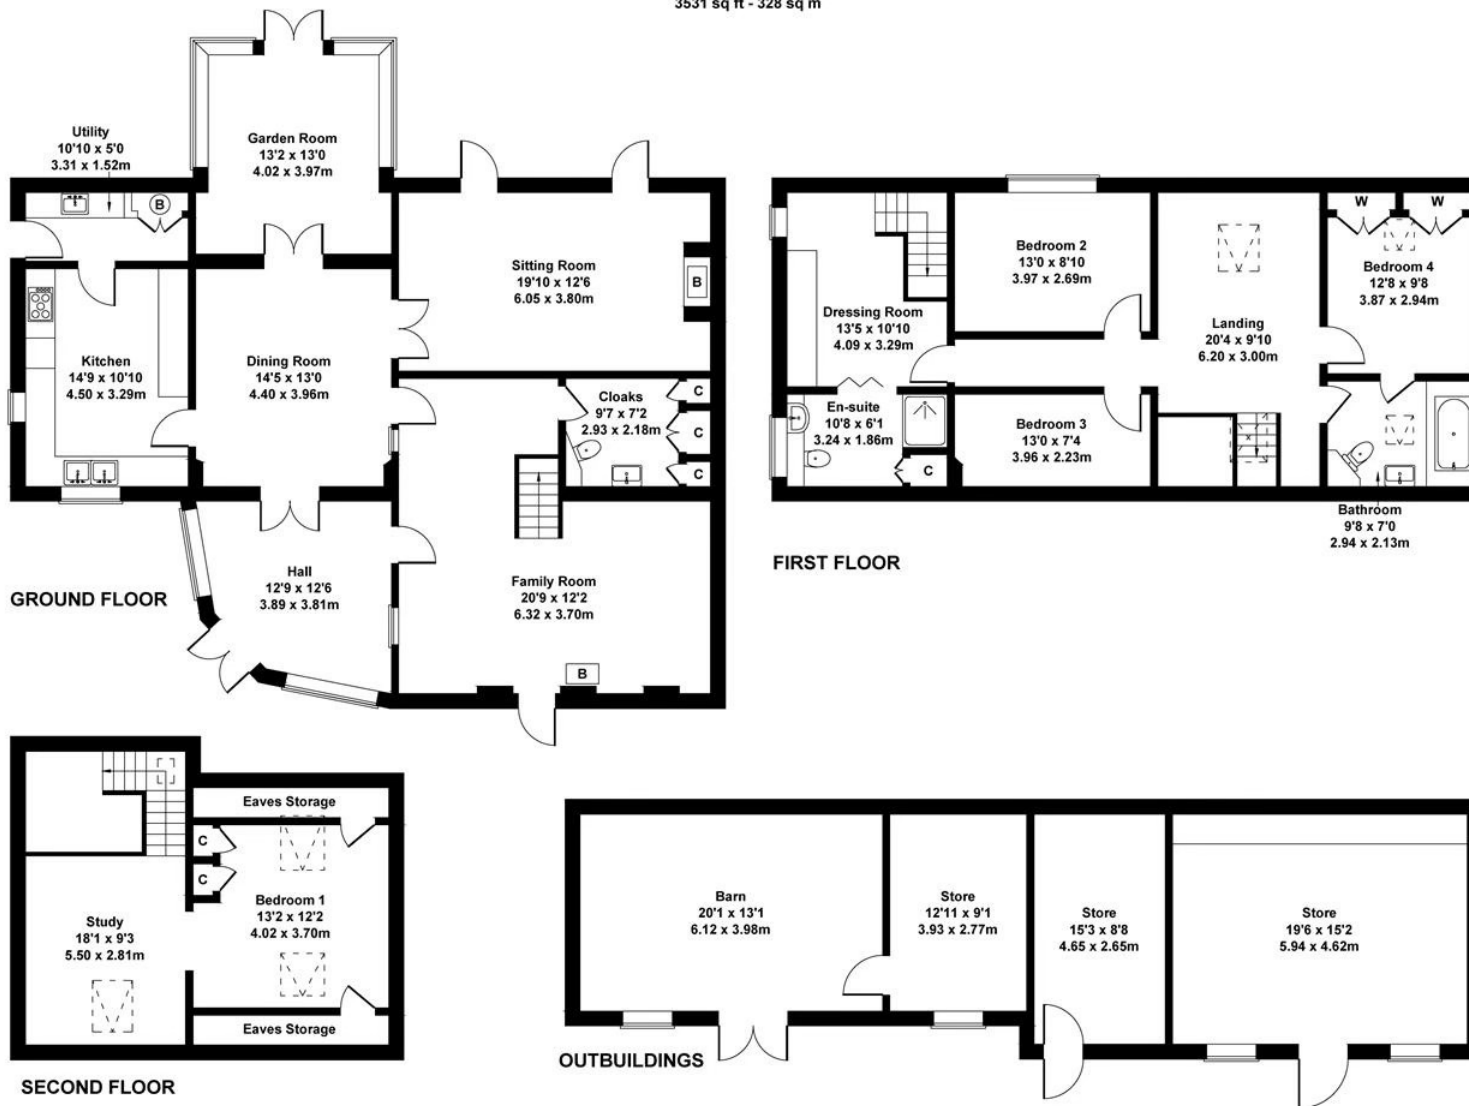 3531 sq ft - 328 sq m
Utility
10'10 x 5'0
3.31 x 1.52m
B
Garden Room
13'2 x 13'0
4.02 x 3.97m
Sitting Room
19'10 x 12'6
6.05 x 3.80m
B
Kitchen
14'9 x 10'10
4.50 x 3.29m
Dining Room
14'5 x 13'0
4.40 x 3.96m
Cloaks
9'7 x 7'2
2.93 x 2.18m
C
C
C
Hall
12'9 x 12'6
3.89 x 3.81m
Family Room
20'9 x 12'2
6.32 x 3.70m
B
GROUND FLOOR
Dressing Room
13'5 x 10'10
4.09 x 3.29m
Bedroom 2
13'0 x 8'10
3.97 x 2.69m
Landing
20'4 x 9'10
6.20 x 3.00m
W
W
Bedroom 4
12'8 x 9'8
3.87 x 2.94m
En-suite
10'8 x 6'1
3.24 x 1.86m
C
Bedroom 3
13'0 x 7'4
3.96 x 2.23m
Bathroom
9'8 x 7'0
2.94 x 2.13m
FIRST FLOOR
Eaves Storage
C
C
Bedroom 1
13'2 x 12'2
4.02 x 3.70m
Study
18'1 x 9'3
5.50 x 2.81m
Eaves Storage
SECOND FLOOR
Barn
20'1 x 13'1
6.12 x 3.98m
Store
12'11 x 9'1
3.93 x 2.77m
Store
15'3 x 8'8
4.65 x 2.65m
Store
19'6 x 15'2
5.94 x 4.62m
OUTBUILDINGS